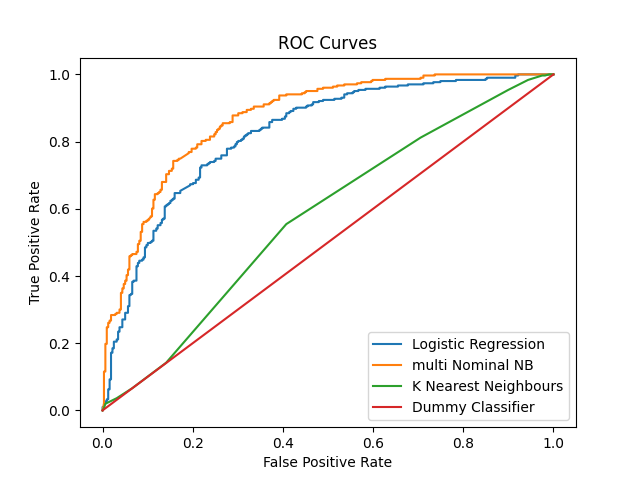 ROC Curves
True Positive Rate
1.0
0.8
0.6
0.4
0.2
0.0
Logistic Regression
multi Nominal NB
K Nearest Neighbours
Dummy Classifier
0.0 0.2 0.4 0.6 0.8 1.0
False Positive Rate